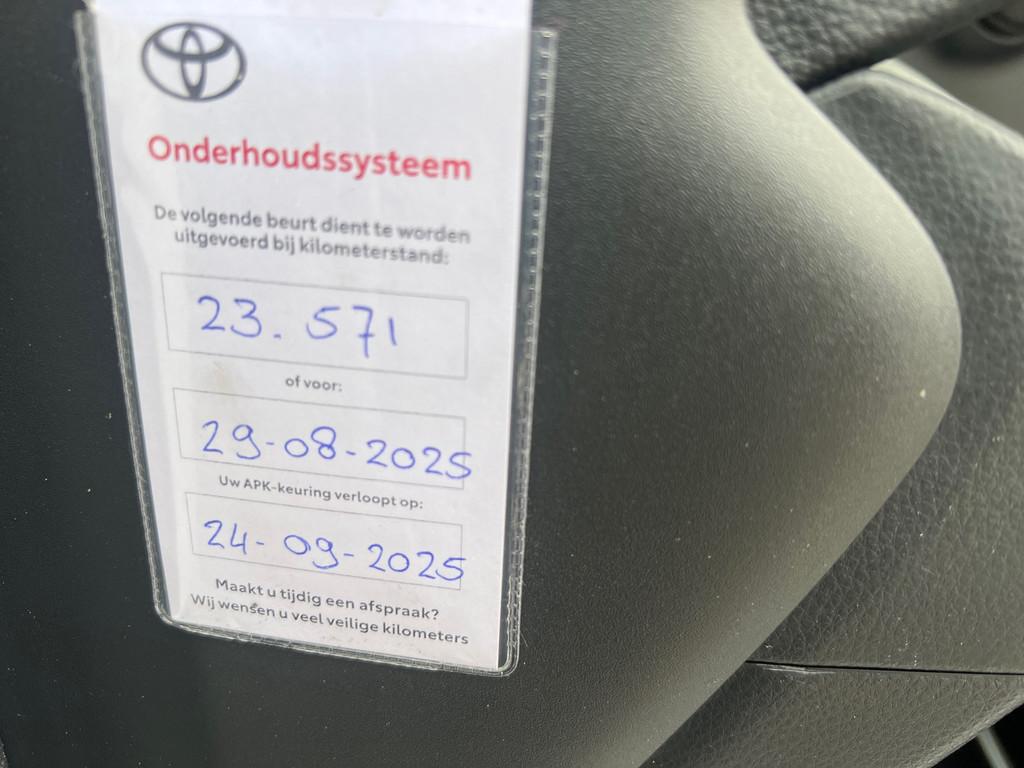 Onderhoudssysteem
De volgende beurt dient te worden
uitgevoerd bij kilometerstand:
23.571
of voor:
29-08-2025
Uw APK-keuring verloopt op:
24-09-2025
Maakt u tijdig een afspraak?
Wij wensen u veel veilige kilometers